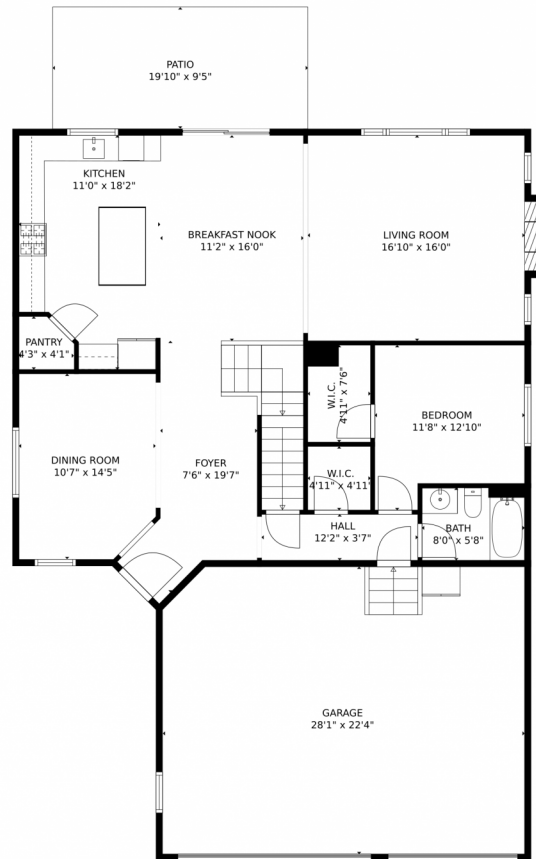 PATIO
19'10" x 9'5"
KITCHEN
11'0" x 18'2"
BREAKFAST NOOK
11'2" x 16'0"
LIVING ROOM
16'10" x 16'0"
PANTRY
4'3" x 4'1"
W.I.C.
4'11" x 7'6"
BEDROOM
11'8" x 12'10"
DINING ROOM
10'7" x 14'5"
FOYER
7'6" x 19'7"
W.I.C.
4'11" x 4'11"
HALL
12'2" x 3'7"
BATH
8'0" x 5'8"
GARAGE
28'1" x 22'4"